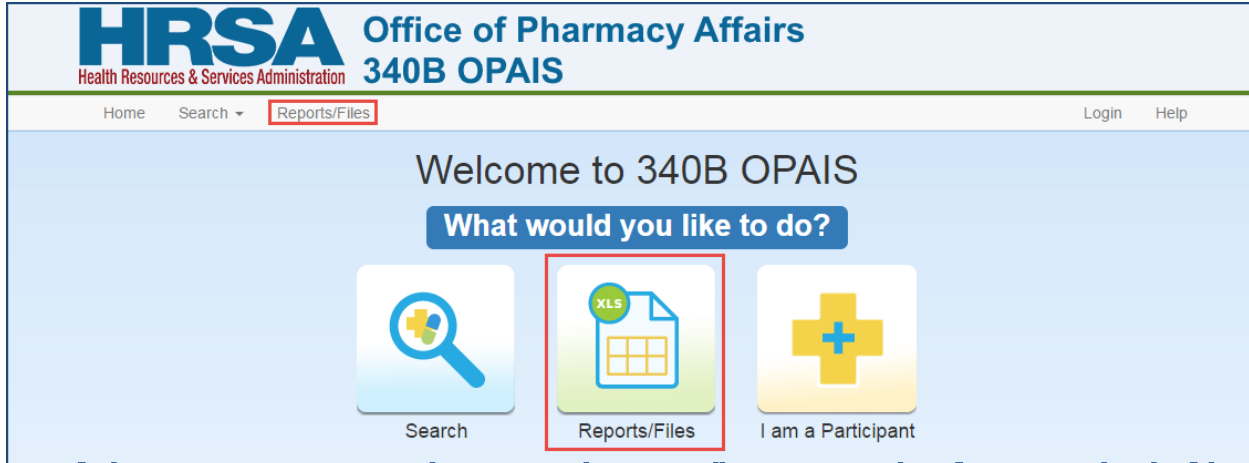 HRSA
Health Resources & Services Administration
Office of Pharmacy Affairs
340B OPAIS
Home Search Reports/Files Login Help
Welcome to 340B OPAIS
What would you like to do?
XLS
Search Reports/Files I am a Participant